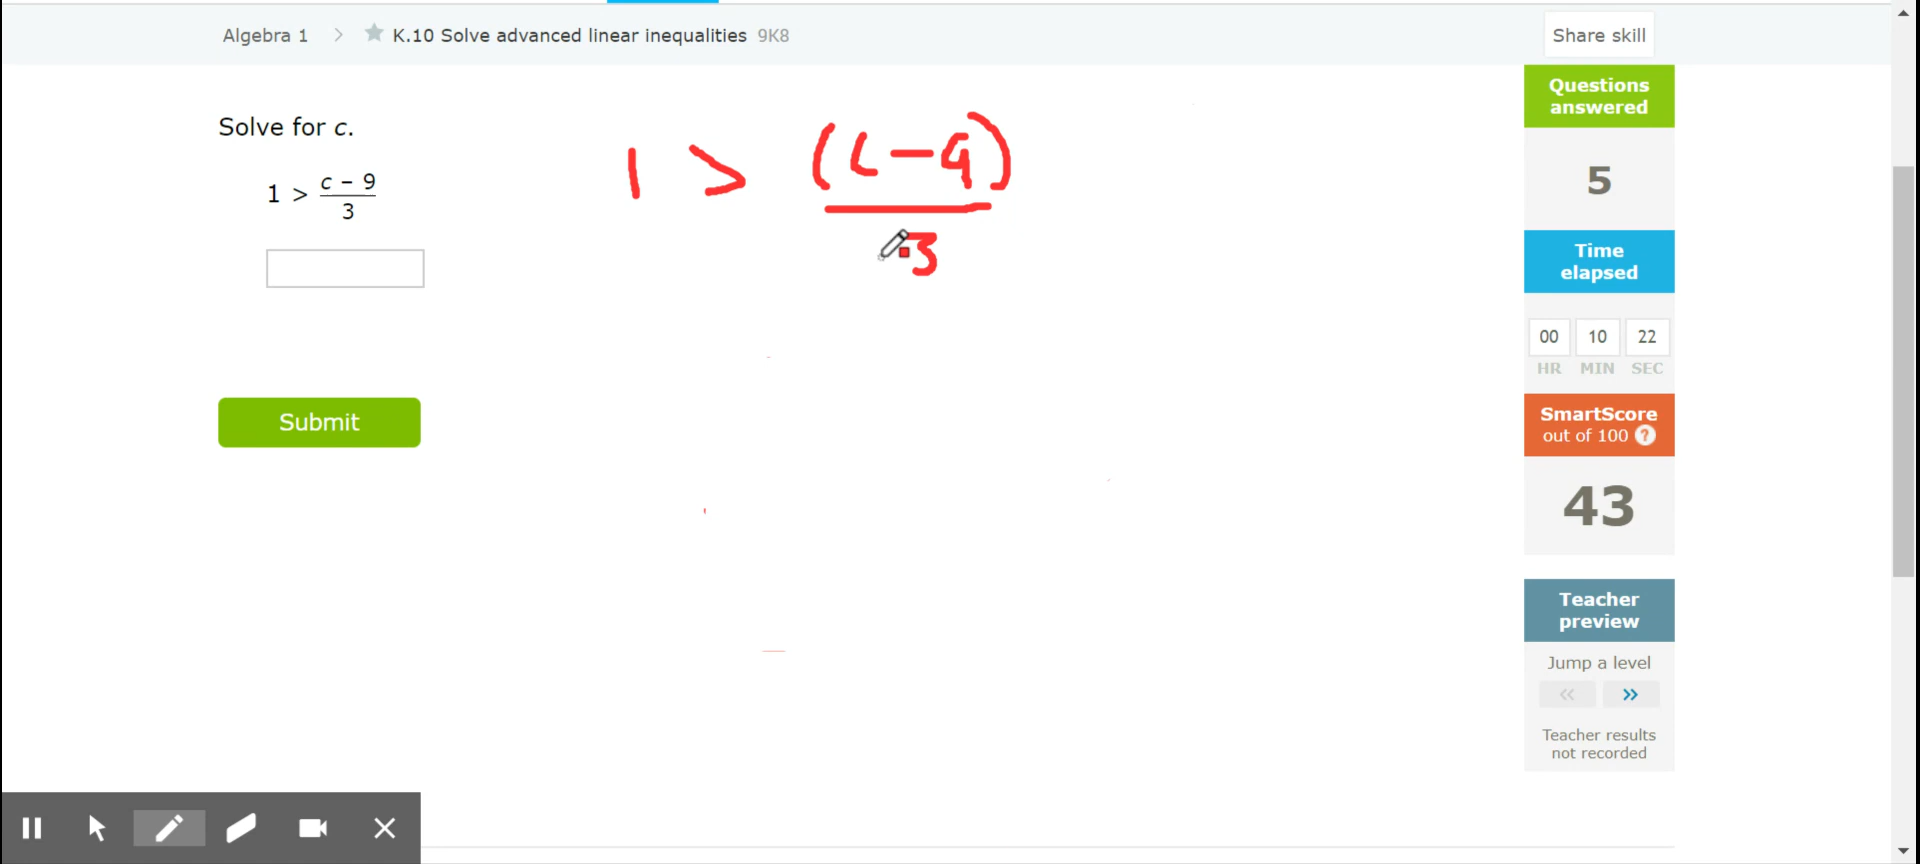 Algebra 1 > K.10 Solve advanced linear inequalities 9K8
Share skill
Solve for c.
1 > (c − 9)/3
Submit
1 > (c−9)
3
Questions
answered
5
Time
elapsed
00 10 22
HR MIN SEC
SmartScore
out of 100 ?
43
Teacher
preview
Jump a level
« »
Teacher results
not recorded